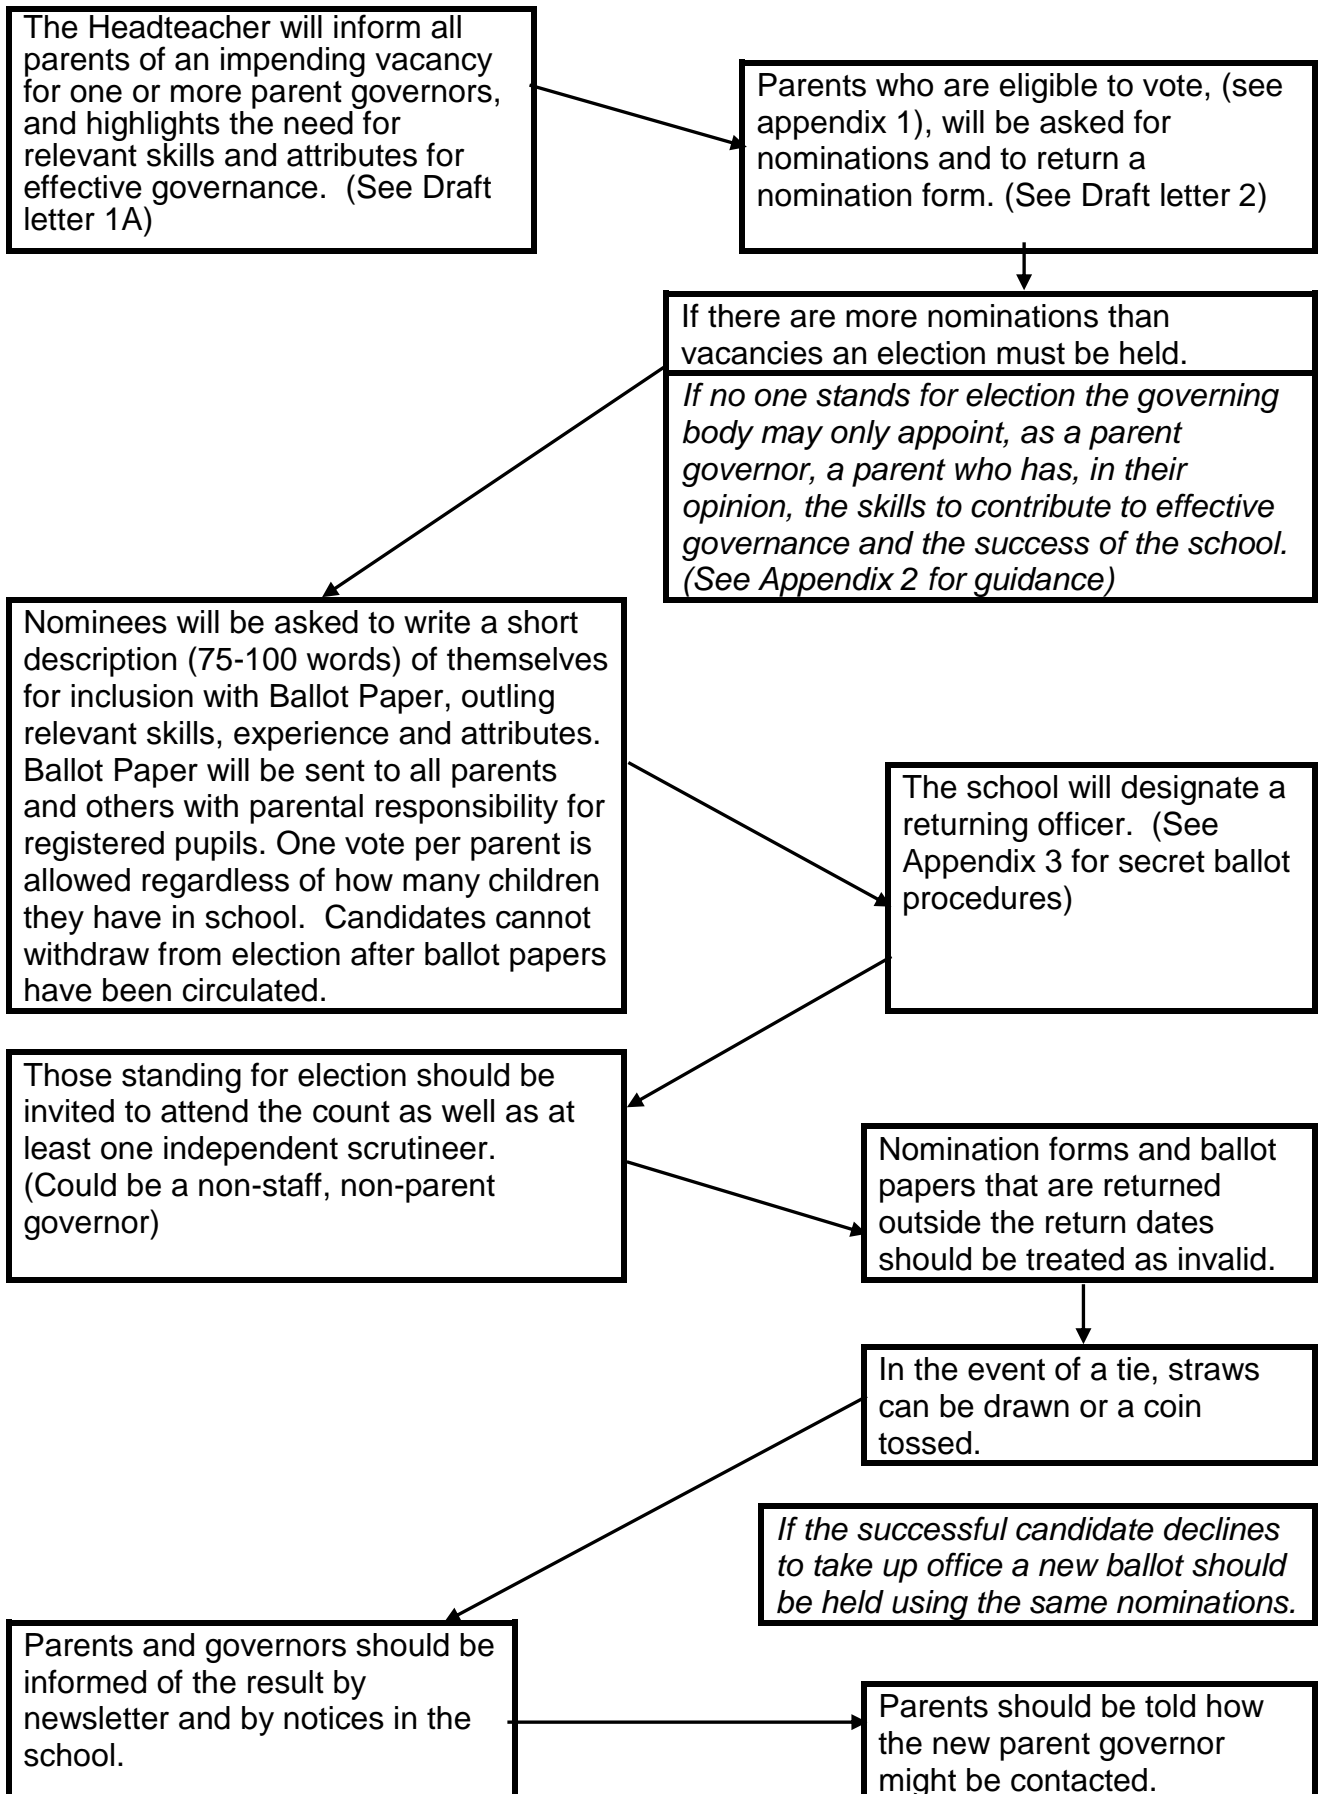 The Headteacher will inform all
parents of an impending vacancy
for one or more parent governors,
and highlights the need for
relevant skills and attributes for
effective governance.  (See Draft
letter 1A)
Parents who are eligible to vote, (see
appendix 1), will be asked for
nominations and to return a
nomination form. (See Draft letter 2)
If there are more nominations than
vacancies an election must be held.
If no one stands for election the governing
body may only appoint, as a parent
governor, a parent who has, in their
opinion, the skills to contribute to effective
governance and the success of the school.
(See Appendix 2 for guidance)
Nominees will be asked to write a short
description (75-100 words) of themselves
for inclusion with Ballot Paper, outling
relevant skills, experience and attributes.
Ballot Paper will be sent to all parents
and others with parental responsibility for
registered pupils. One vote per parent is
allowed regardless of how many children
they have in school.  Candidates cannot
withdraw from election after ballot papers
have been circulated.
The school will designate a
returning officer.  (See
Appendix 3 for secret ballot
procedures)
Those standing for election should be
invited to attend the count as well as at
least one independent scrutineer.
(Could be a non-staff, non-parent
governor)
Nomination forms and ballot
papers that are returned
outside the return dates
should be treated as invalid.
In the event of a tie, straws
can be drawn or a coin
tossed.
If the successful candidate declines
to take up office a new ballot should
be held using the same nominations.
Parents and governors should be
informed of the result by
newsletter and by notices in the
school.
Parents should be told how
the new parent governor
might be contacted.